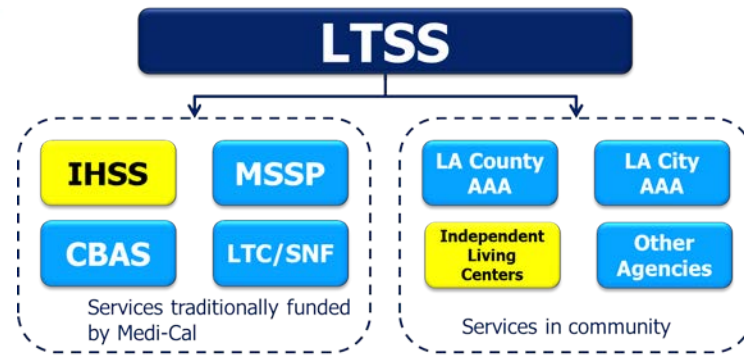 LTSS
IHSS
MSSP
CBAS
LTC/SNF
Services traditionally funded
by Medi-Cal
LA County
AAA
LA City
AAA
Independent
Living
Centers
Other
Agencies
Services in community